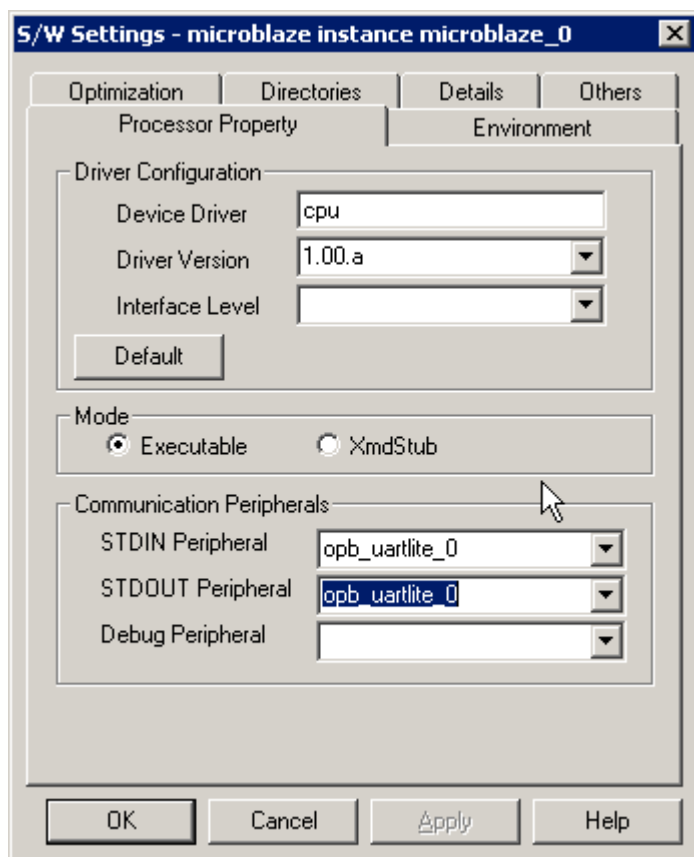 S/W Settings - microblaze instance microblaze_0
Optimization Directories Details Others
Processor Property Environment
Driver Configuration
Device Driver cpu
Driver Version 1.00.a
Interface Level
Default
Mode
Executable XmdStub
Communication Peripherals
STDIN Peripheral opb_uartlite_0
STDOUT Peripheral opb_uartlite_0
Debug Peripheral
OK Cancel Apply Help